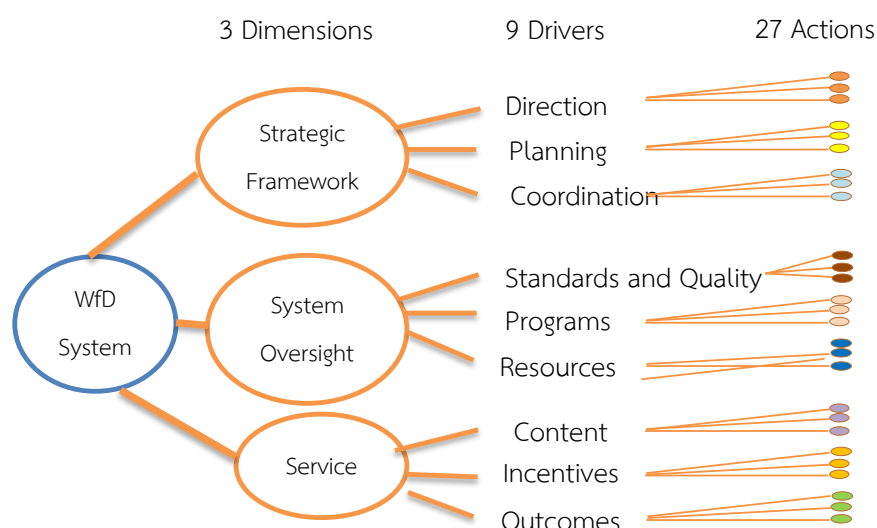 3 Dimensions
9 Drivers
27 Actions
Strategic
Framework
Direction
Planning
Coordination
WfD
System
System
Oversight
Standards and Quality
Programs
Resources
Service
Content
Incentives
Outcomes